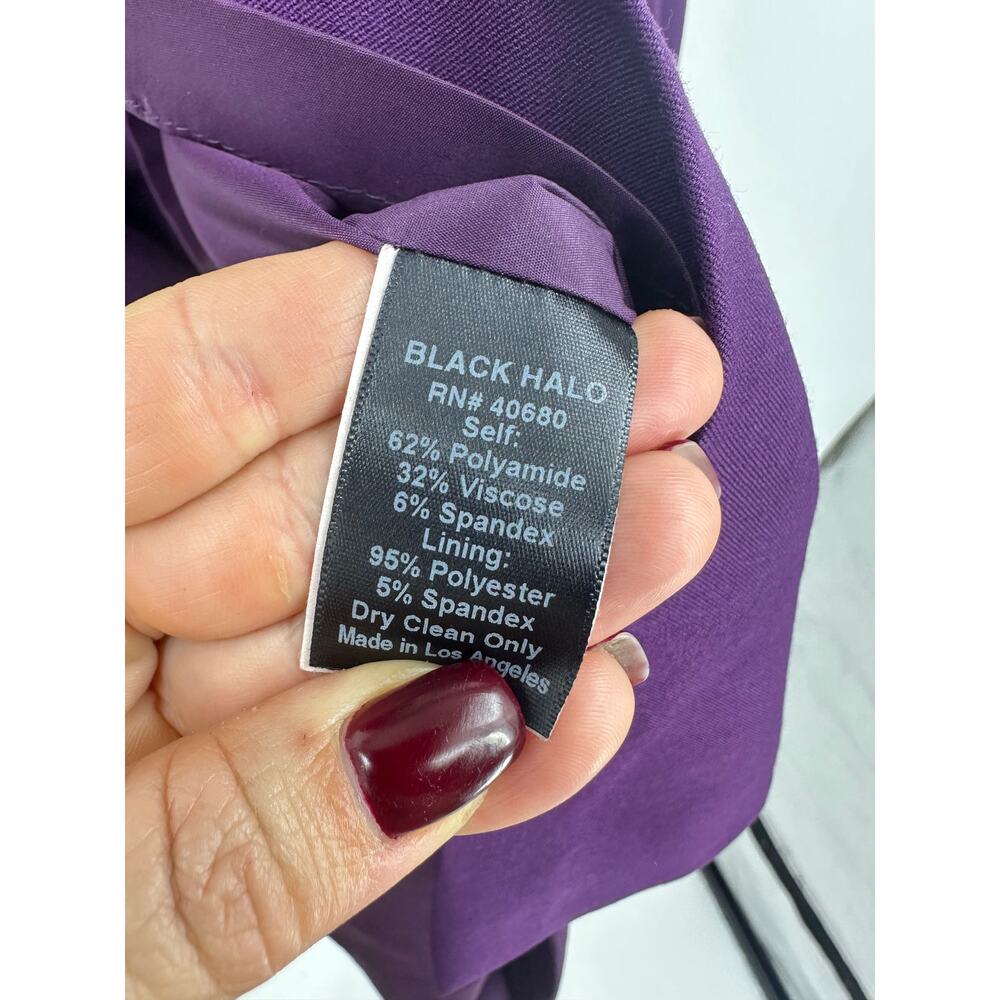 BLACK HALO
RN# 40680
Self:
62% Polyamide
32% Viscose
6% Spandex
Lining:
95% Polyester
5% Spandex
Dry Clean Only
Made in Los Angeles